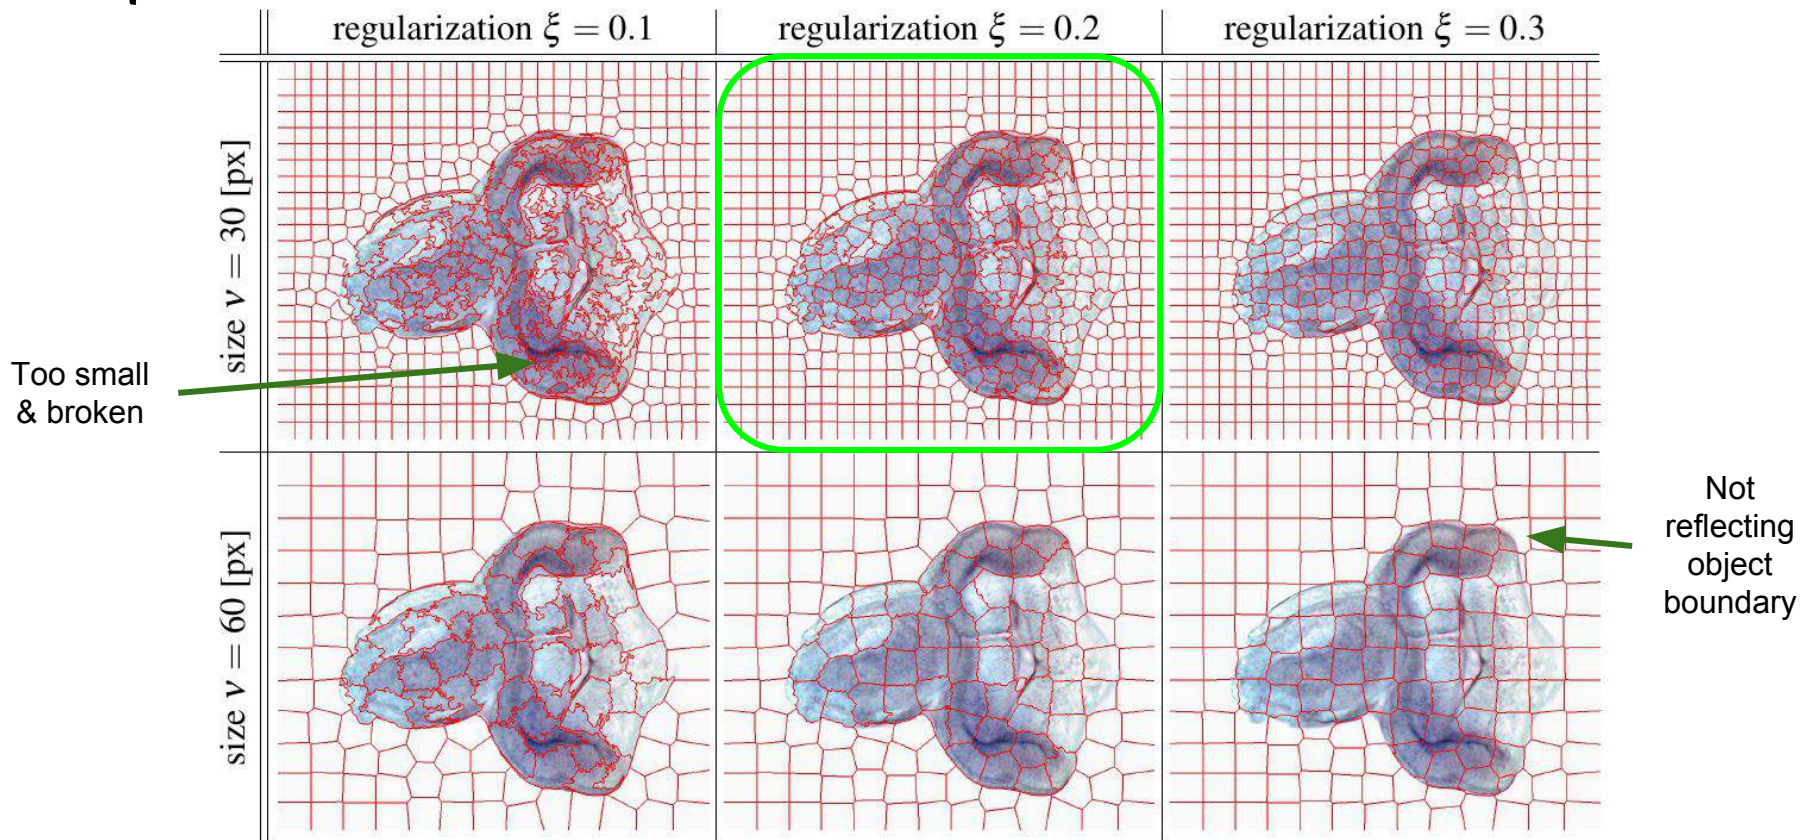 regularization ξ = 0.1
regularization ξ = 0.2
regularization ξ = 0.3
size ν = 30 [px]
Too small
& broken
size ν = 60 [px]
Not
reflecting
object
boundary